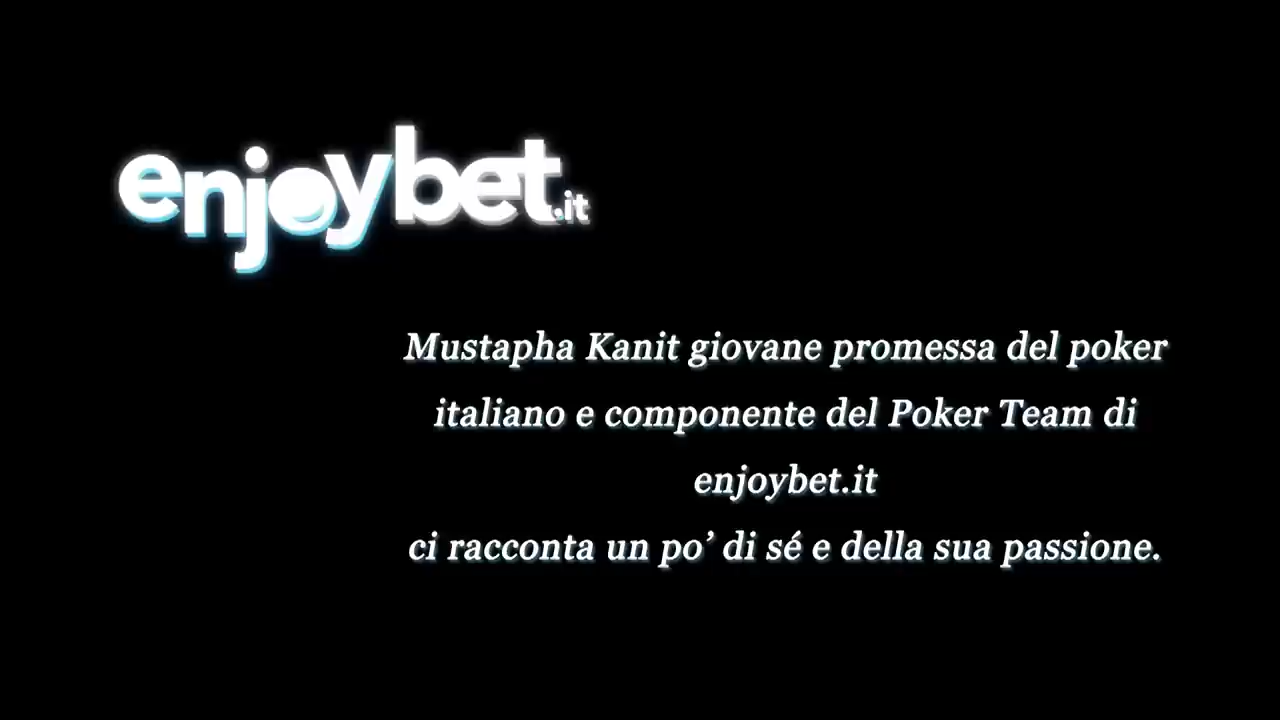 enjoybet.it
Mustapha Kanit giovane promessa del poker
italiano e componente del Poker Team di
enjoybet.it
ci racconta un po’ di sé e della sua passione.